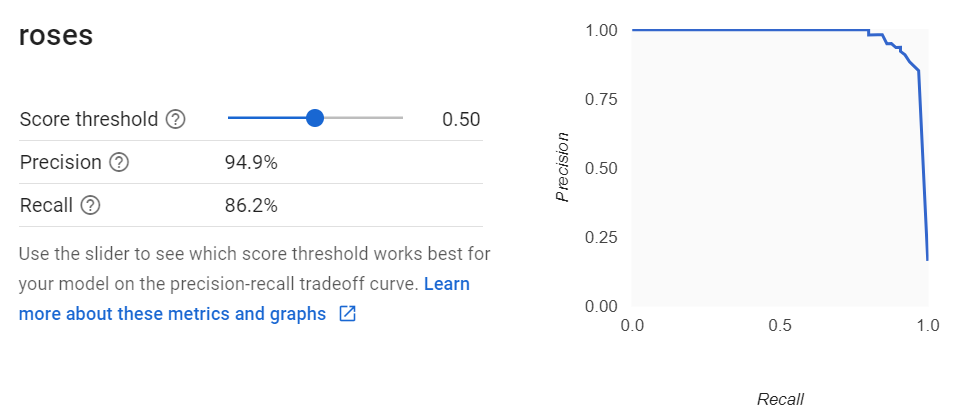 roses
Score threshold ? 0.50
Precision ? 94.9%
Recall ? 86.2%
Use the slider to see which score threshold works best for
your model on the precision-recall tradeoff curve. Learn
more about these metrics and graphs
1.00
0.75
0.50
0.25
0.00
Precision
0.0 0.5 1.0
Recall